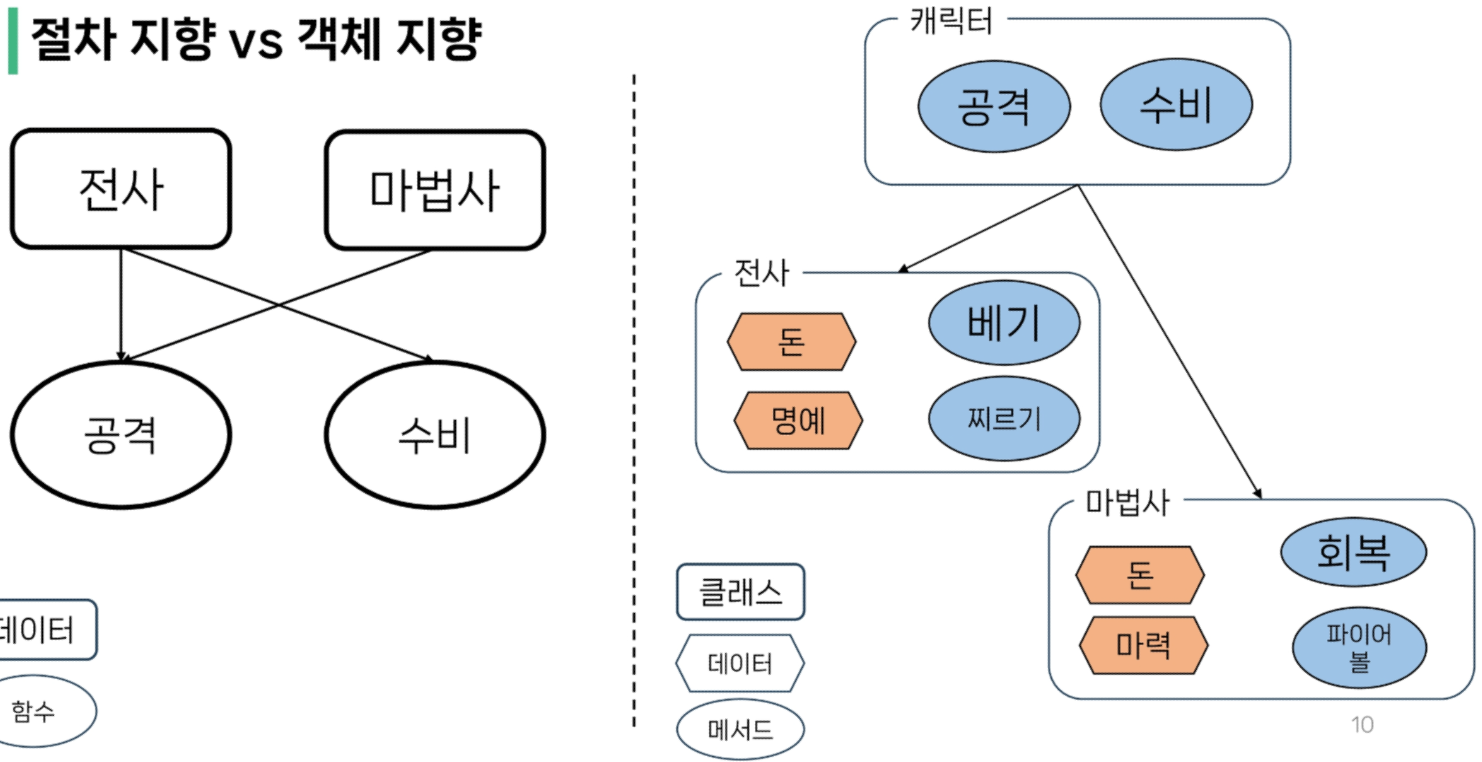 절차 지향 vs 객체 지향
전사
마법사
공격
수비
데이터
함수
캐릭터
공격
수비
전사
돈
명예
베기
찌르기
마법사
돈
마력
회복
파이어
볼
클래스
데이터
메서드
10